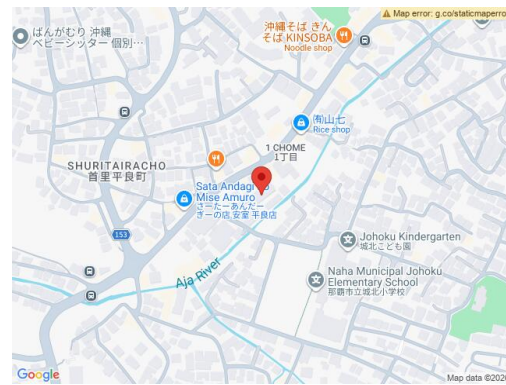 Map error: g.co/staticmaperro
ばんがむり 沖縄
ベビーシッター 個別…
沖縄そば きん
そば KINSOBA
Noodle shop
㈲山七
Rice shop
1 CHOME
1丁目
SHURITAIRACHO
首里平良町
Sata Andagi no
Mise Amuro
さーたーあんだー
ぎーの店 安室 平良店
153
Johoku Kindergarten
城北こども園
Aja River
Naha Municipal Johoku
Elementary School
那覇市立城北小学校
Google
Map data ©2026